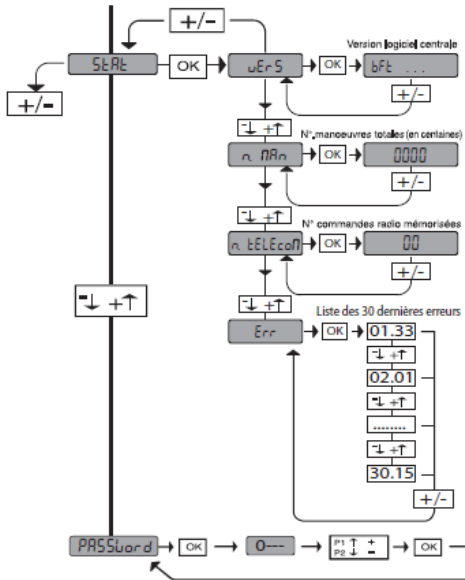 +/-
Version logiciel centrale
StAt OK vErS OK bFt ...
+/-
+/-
- ↓ +↑
N°.manoeuvres totales (en centaines)
n. MAn OK 0000
+/-
- ↓ +↑
N° commandes radio mémorisées
n. tELEcoM OK 00
+/-
- ↓ +↑
- ↓ +↑
Liste des 30 dernières erreurs
Err OK 01.33
- ↓ +↑
02.01
- ↓ +↑
........
- ↓ +↑
30.15
+/-
PASSword OK 0--- P1 ↑ + OK
P2 ↓ -